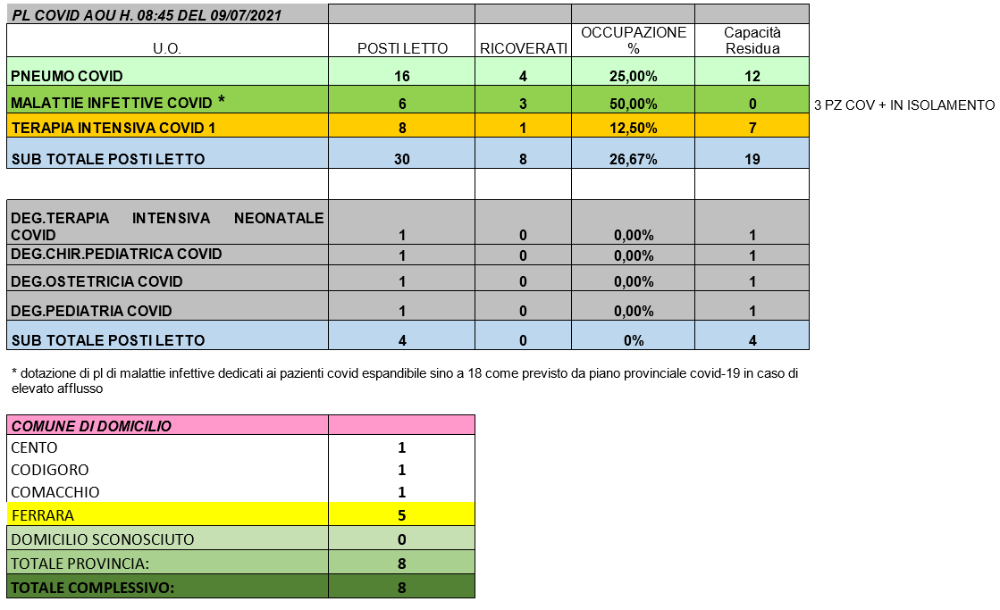 PL COVID AOU H. 08:45 DEL 09/07/2021
U.O. POSTI LETTO RICOVERATI OCCUPAZIONE % Capacità Residua
PNEUMO COVID 16 4 25,00% 12
MALATTIE INFETTIVE COVID * 6 3 50,00% 0 3 PZ COV + IN ISOLAMENTO
TERAPIA INTENSIVA COVID 1 8 1 12,50% 7
SUB TOTALE POSTI LETTO 30 8 26,67% 19
DEG.TERAPIA INTENSIVA NEONATALE
COVID 1 0 0,00% 1
DEG.CHIR.PEDIATRICA COVID 1 0 0,00% 1
DEG.OSTETRICIA COVID 1 0 0,00% 1
DEG.PEDIATRIA COVID 1 0 0,00% 1
SUB TOTALE POSTI LETTO 4 0 0% 4
* dotazione di pl di malattie infettive dedicati ai pazienti covid espandibile sino a 18 come previsto da piano provinciale covid-19 in caso di
elevato afflusso
COMUNE DI DOMICILIO
CENTO 1
CODIGORO 1
COMACCHIO 1
FERRARA 5
DOMICILIO SCONOSCIUTO 0
TOTALE PROVINCIA: 8
TOTALE COMPLESSIVO: 8